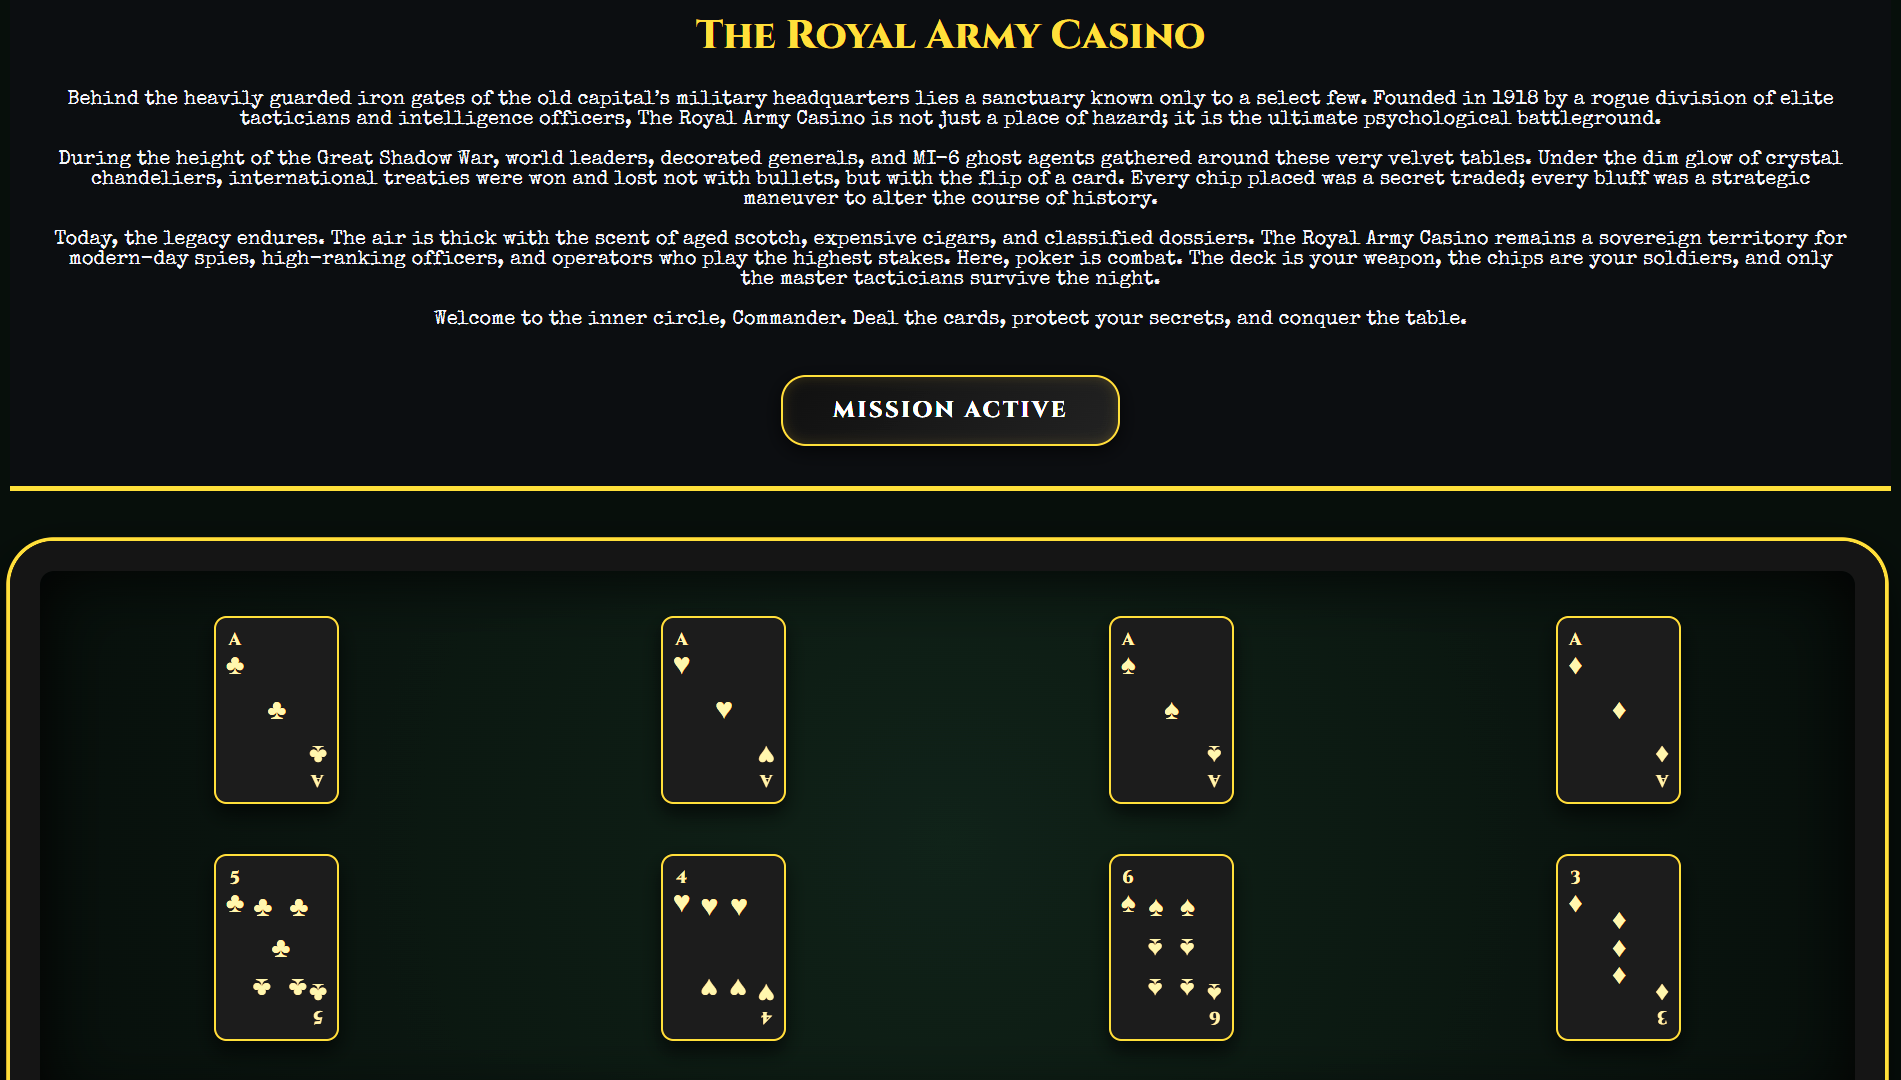 The Royal Army Casino
Behind the heavily guarded iron gates of the old capital's military headquarters lies a sanctuary known only to a select few. Founded in 1918 by a rogue division of elite
tacticians and intelligence officers, The Royal Army Casino is not just a place of hazard; it is the ultimate psychological battleground.
During the height of the Great Shadow War, world leaders, decorated generals, and MI-6 ghost agents gathered around these very velvet tables. Under the dim glow of crystal
chandeliers, international treaties were won and lost not with bullets, but with the flip of a card. Every chip placed was a secret traded; every bluff was a strategic
maneuver to alter the course of history.
Today, the legacy endures. The air is thick with the scent of aged scotch, expensive cigars, and classified dossiers. The Royal Army Casino remains a sovereign territory for
modern-day spies, high-ranking officers, and operators who play the highest stakes. Here, poker is combat. The deck is your weapon, the chips are your soldiers, and only
the master tacticians survive the night.
Welcome to the inner circle, Commander. Deal the cards, protect your secrets, and conquer the table.
MISSION ACTIVE
A A A A
A A A A
5 4 6 3
5 4 6 3